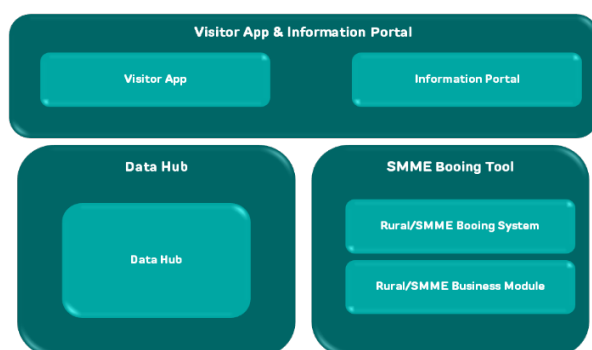 Visitor App & Information Portal
Visitor App
Information Portal
Data Hub
Data Hub
SMME Booing Tool
Rural/SMME Booing System
Rural/SMME Business Module